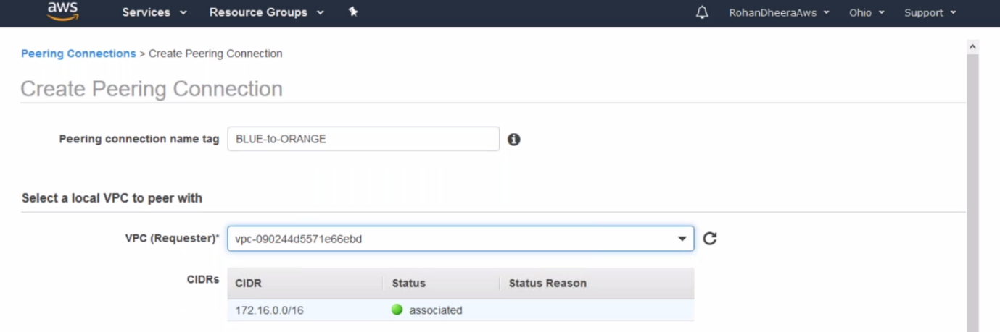 aws Services Resource Groups RohanDheeraAws Ohio Support
Peering Connections > Create Peering Connection
Create Peering Connection
Peering connection name tag BLUE-to-ORANGE
Select a local VPC to peer with
VPC (Requester)* vpc-090244d5571e66ebd
CIDRs CIDR Status Status Reason
172.16.0.0/16 associated